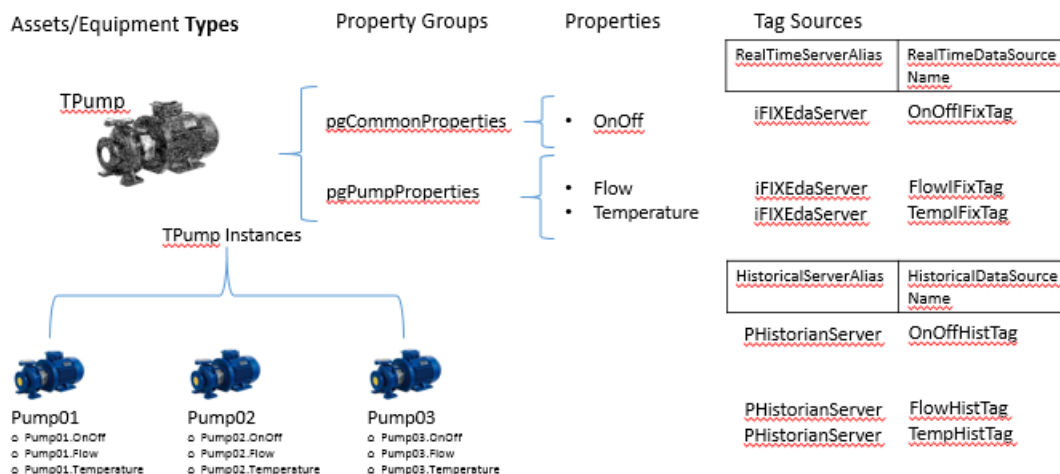 Assets/Equipment Types
Property Groups
Properties
Tag Sources
RealTimeServerAlias
RealTimeDataSource
Name
TPump
pgCommonProperties
• OnOff
iFIXEdaServer
OnOffIFixTag
pgPumpProperties
• Flow
• Temperature
iFIXEdaServer
FlowIFixTag
iFIXEdaServer
TempIFixTag
TPump Instances
HistoricalServerAlias
HistoricalDataSource
Name
PHistorianServer
OnOffHistTag
PHistorianServer
FlowHistTag
PHistorianServer
TempHistTag
Pump01
o Pump01.OnOff
o Pump01.Flow
o Pump01.Temperature
Pump02
o Pump02.OnOff
o Pump02.Flow
o Pump02.Temperature
Pump03
o Pump03.OnOff
o Pump03.Flow
o Pump03.Temperature